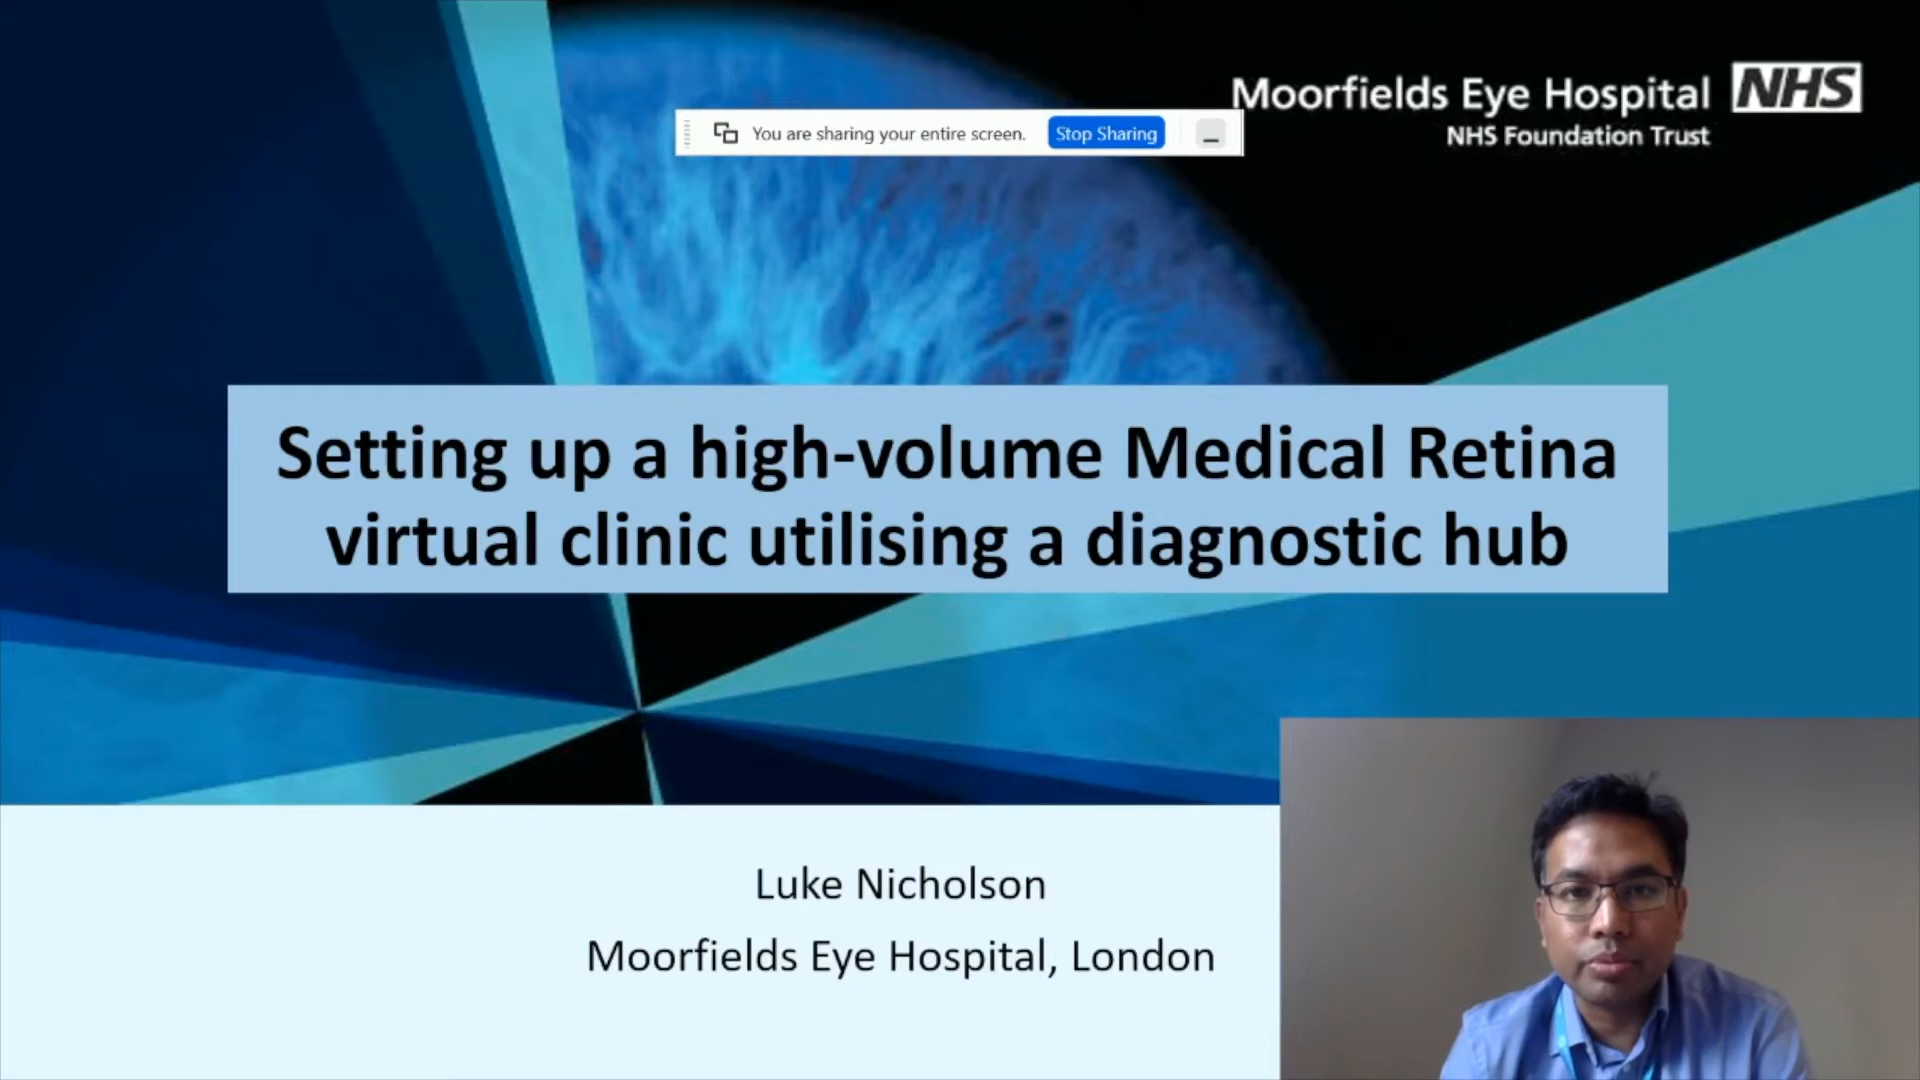 Moorfields Eye Hospital NHS
NHS Foundation Trust
You are sharing your entire screen. Stop Sharing
Setting up a high-volume Medical Retina
virtual clinic utilising a diagnostic hub
Luke Nicholson
Moorfields Eye Hospital, London